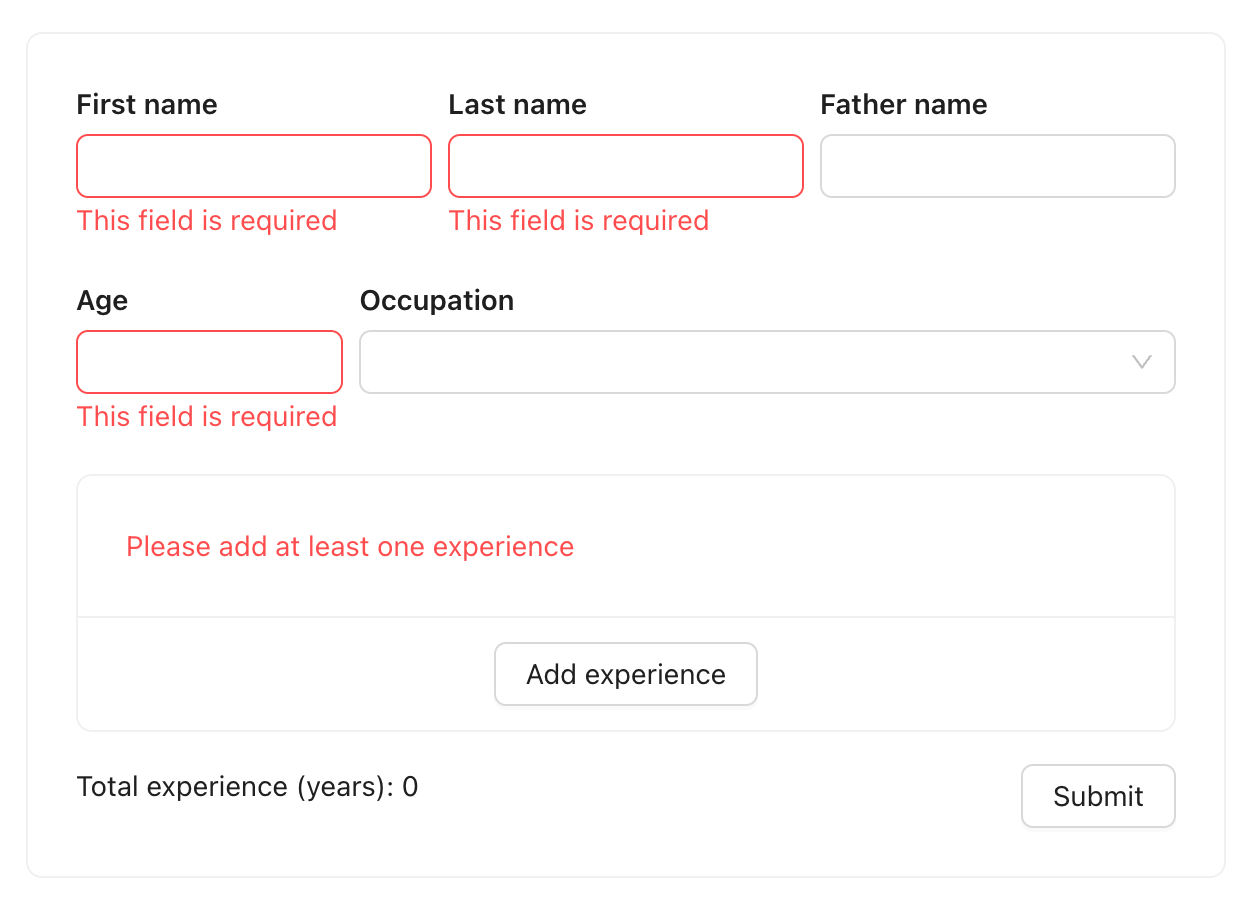 First name Last name Father name
This field is required This field is required
Age Occupation
This field is required
Please add at least one experience
Add experience
Total experience (years): 0
Submit